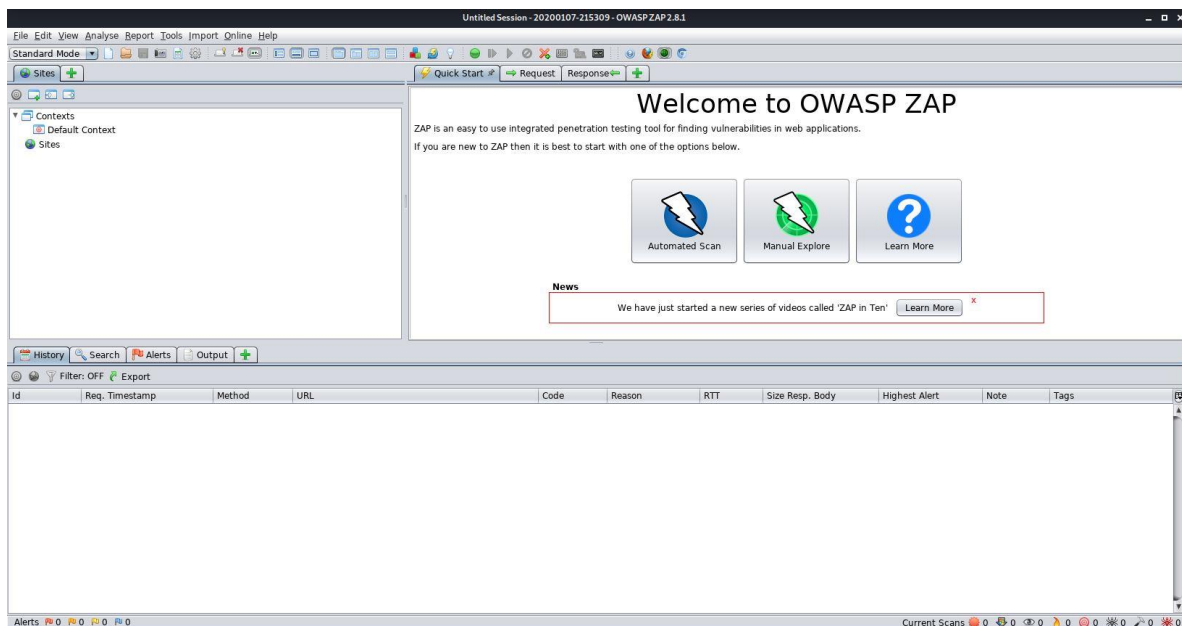 Untitled Session - 20200107-215309 - OWASP ZAP 2.8.1
File Edit View Analyse Report Tools Import Online Help
Standard Mode
Sites
Quick Start Request Response
Contexts
Default Context
Sites
Welcome to OWASP ZAP
ZAP is an easy to use integrated penetration testing tool for finding vulnerabilities in web applications.
If you are new to ZAP then it is best to start with one of the options below.
Automated Scan Manual Explore Learn More
News
We have just started a new series of videos called 'ZAP in Ten' Learn More x
History Search Alerts Output
Filter: OFF Export
Id Req. Timestamp Method URL Code Reason RTT Size Resp. Body Highest Alert Note Tags
Alerts 0 0 0 0 Current Scans 0 0 0 0 0 0 0 0